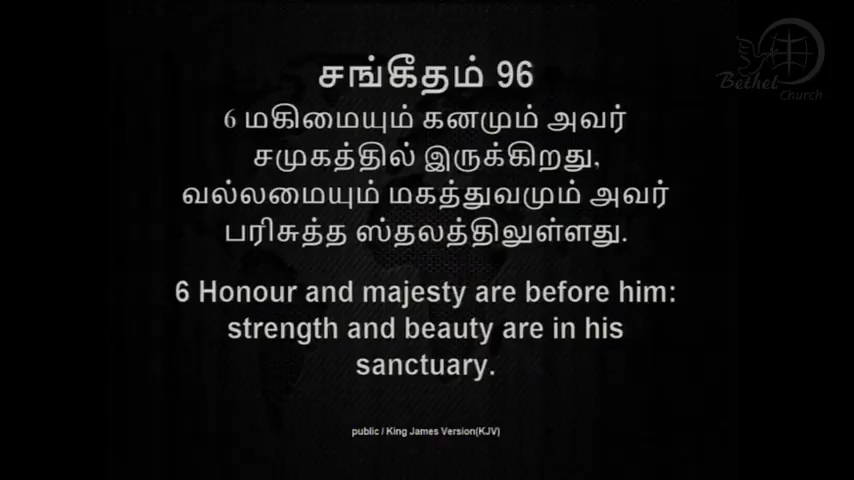 Bethel
Church
சங்கீதம் 96
6 மகிமையும் கனமும் அவர்
சமுகத்தில் இருக்கிறது,
வல்லமையும் மகத்துவமும் அவர்
பரிசுத்த ஸ்தலத்திலுள்ளது.
6 Honour and majesty are before him:
strength and beauty are in his
sanctuary.
public / King James Version(KJV)